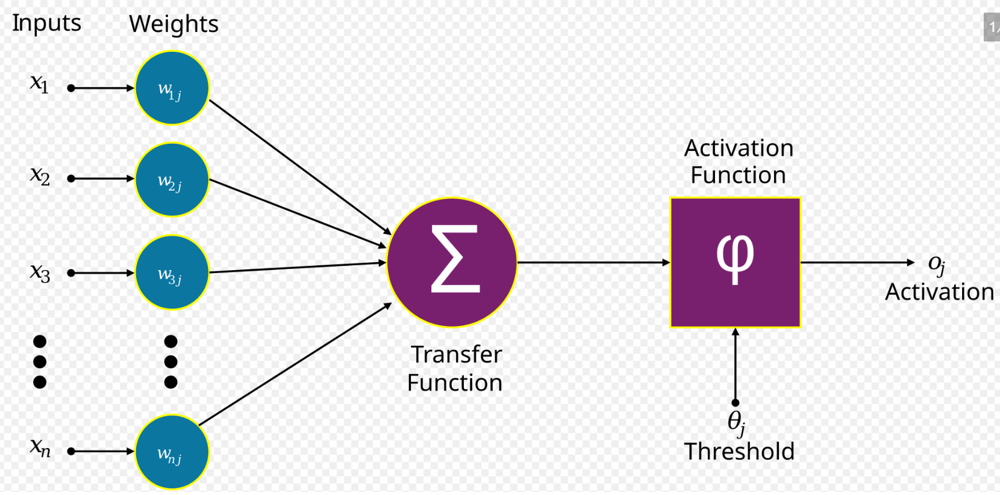 Inputs
Weights
x1
w1j
x2
w2j
x3
w3j
xn
wnj
Σ
Transfer
Function
Activation
Function
φ
θj
Threshold
oj
Activation